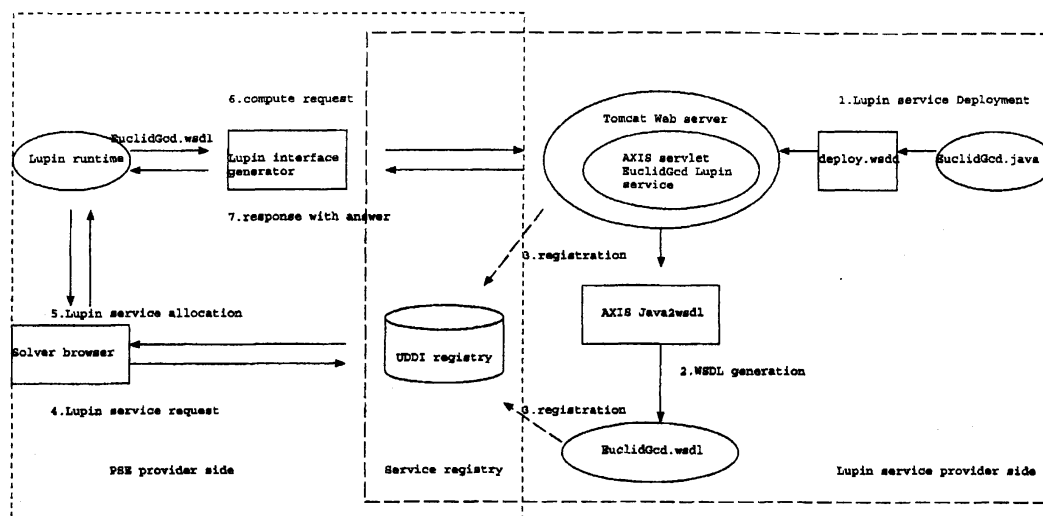 6.compute request
1.Lupin service Deployment
Tomcat Web server
EuclidGcd.wsdl
Lupin runtime
Lupin interface
generator
AXIS servlet
EuclidGcd Lupin
service
deploy.wsdd
EuclidGcd.java
7.response with answer
3.registration
5.Lupin service allocation
AXIS Java2wsdl
Solver browser
UDDI registry
2.WSDL generation
4.Lupin service request
3.registration
EuclidGcd.wsdl
PSE provider side
Service registry
Lupin service provider side